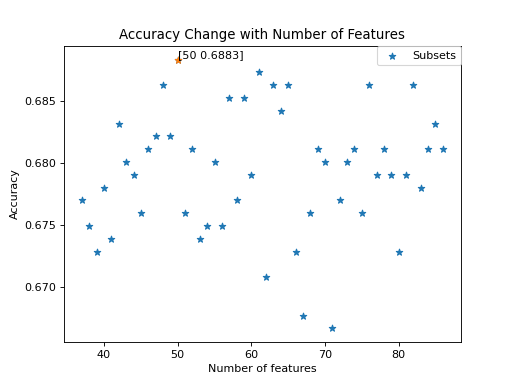 Accuracy Change with Number of Features
[50 0.6883]
Subsets
Accuracy
0.685
0.680
0.675
0.670
40 50 60 70 80
Number of features